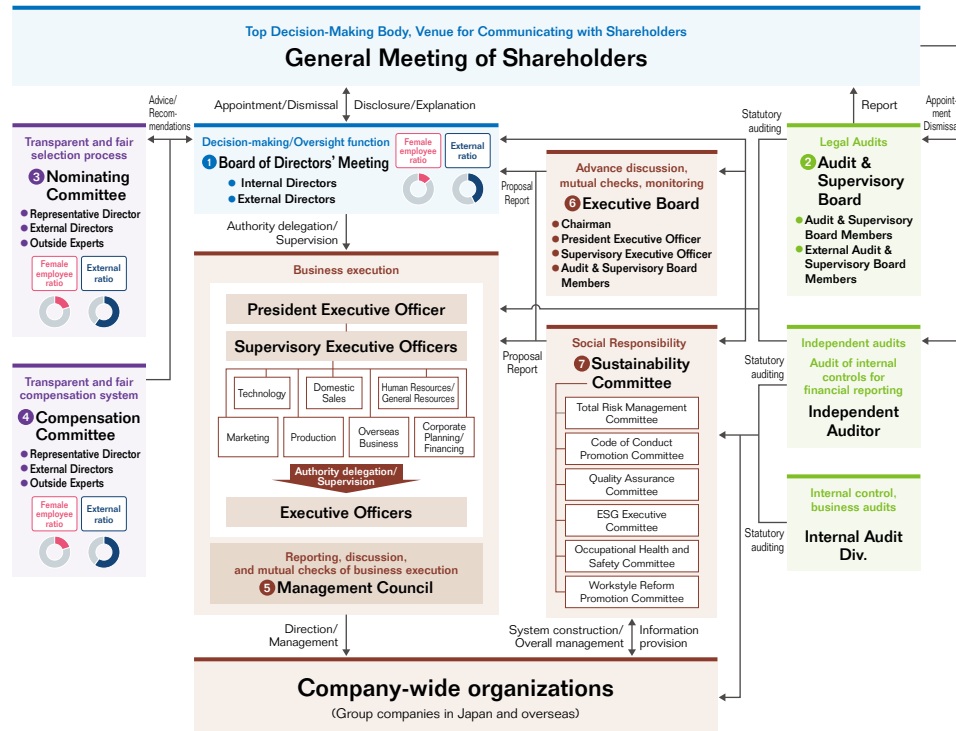 Top Decision-Making Body, Venue for Communicating with Shareholders
General Meeting of Shareholders
Advice/
Recom-
mendations
Appointment/Dismissal
Disclosure/Explanation
Statutory
auditing
Report
Appoint-
ment
Dismissal
Transparent and fair
selection process
3 Nominating
Committee
● Representative Director
● External Directors
● Outside Experts
Female
employee
ratio
External
ratio
Decision-making/Oversight function
1 Board of Directors' Meeting
● Internal Directors
● External Directors
Female
employee
ratio
External
ratio
Proposal
Report
Advance discussion,
mutual checks, monitoring
6 Executive Board
● Chairman
● President Executive Officer
● Supervisory Executive Officer
● Audit & Supervisory Board
Members
Legal Audits
2 Audit &
Supervisory
Board
● Audit & Supervisory
Board Members
● External Audit &
Supervisory Board
Members
Authority delegation/
Supervision
Business execution
President Executive Officer
Supervisory Executive Officers
Technology
Domestic
Sales
Human Resources/
General Resources
Marketing
Production
Overseas
Business
Corporate
Planning/
Financing
Authority delegation/
Supervision
Executive Officers
Reporting, discussion,
and mutual checks of business execution
5 Management Council
Transparent and fair
compensation system
4 Compensation
Committee
● Representative Director
● External Directors
● Outside Experts
Female
employee
ratio
External
ratio
Proposal
Report
Social Responsibility
7 Sustainability
Committee
Total Risk Management
Committee
Code of Conduct
Promotion Committee
Quality Assurance
Committee
ESG Executive
Committee
Occupational Health and
Safety Committee
Workstyle Reform
Promotion Committee
Statutory
auditing
Independent audits
Audit of internal
controls for
financial reporting
Independent
Auditor
Statutory
auditing
Internal control,
business audits
Internal Audit
Div.
Direction/
Management
System construction/
Overall management
Information
provision
Company-wide organizations
(Group companies in Japan and overseas)